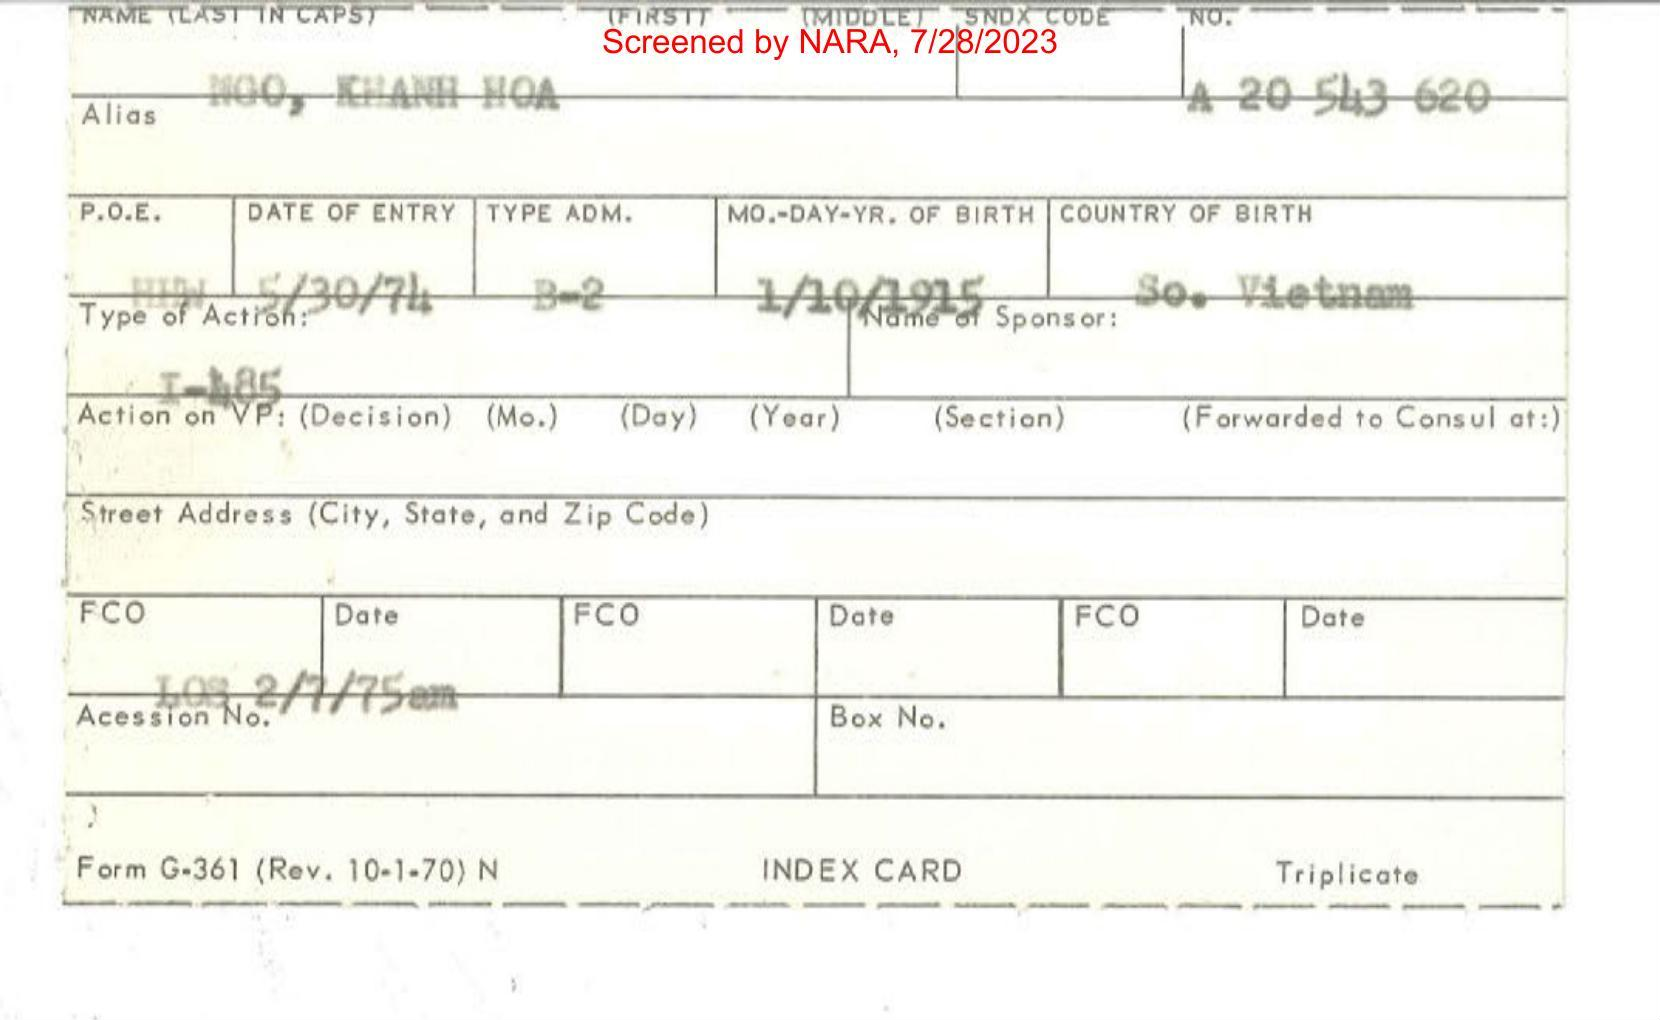 NAME (LAST IN CAPS) (FIRST) (MIDDLE) SNDX CODE NO.
Screened by NARA, 7/28/2023
NGO, KHANH HOA A 20 543 620
Alias
P.O.E. DATE OF ENTRY TYPE ADM. MO.-DAY-YR. OF BIRTH COUNTRY OF BIRTH
5/30/74 B-2 1/10/1915 So. Vietnam
Type of Action: Name of Sponsor:
I-485
Action on VP: (Decision) (Mo.) (Day) (Year) (Section) (Forwarded to Consul at:)
Street Address (City, State, and Zip Code)
FCO Date FCO Date FCO Date
LOS 2/7/75am
Acession No. Box No.
Form G-361 (Rev. 10-1-70) N INDEX CARD Triplicate